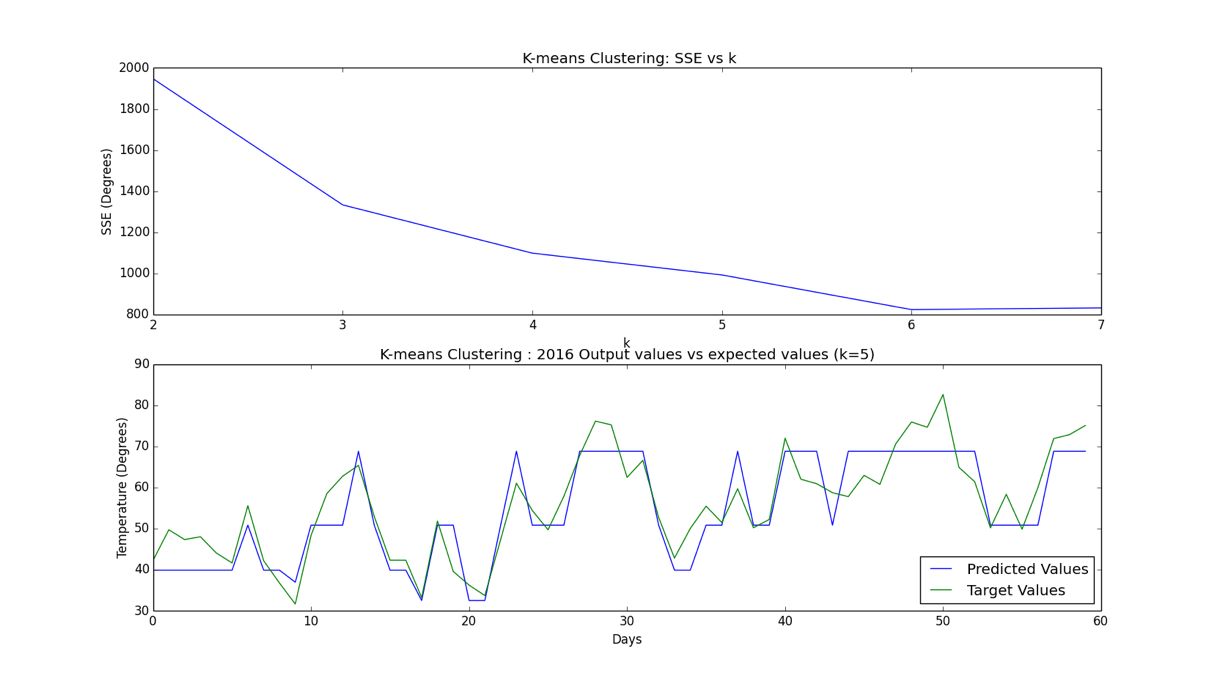 K-means Clustering: SSE vs k
2000
1800
1600
1400
1200
1000
800
SSE (Degrees)
2 3 4 5 6 7
k
K-means Clustering : 2016 Output values vs expected values (k=5)
90
80
70
60
50
40
30
Temperature (Degrees)
Predicted Values
Target Values
0 10 20 30 40 50 60
Days